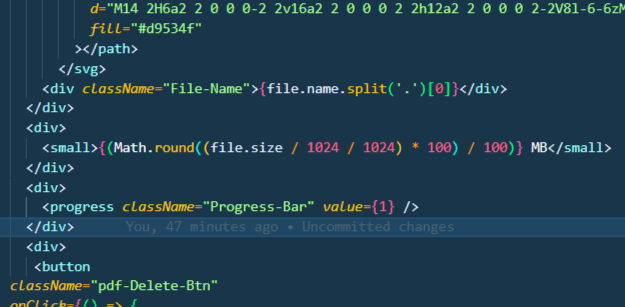 d="M14 2H6a2 2 0 0 0-2 2v16a2 2 0 0 0 2 2h12a2 2 0 0 0 2-2V8l-6-6zM
fill="#d9534f"
></path>
</svg>
<div className="File-Name">{file.name.split('.')[0]}</div>
</div>
<div>
<small>{(Math.round((file.size / 1024 / 1024) * 100) / 100)} MB</small>
</div>
<div>
<progress className="Progress-Bar" value={1} />
</div> You, 47 minutes ago • Uncommitted changes
<div>
<button
className="pdf-Delete-Btn"
onClick={() => {